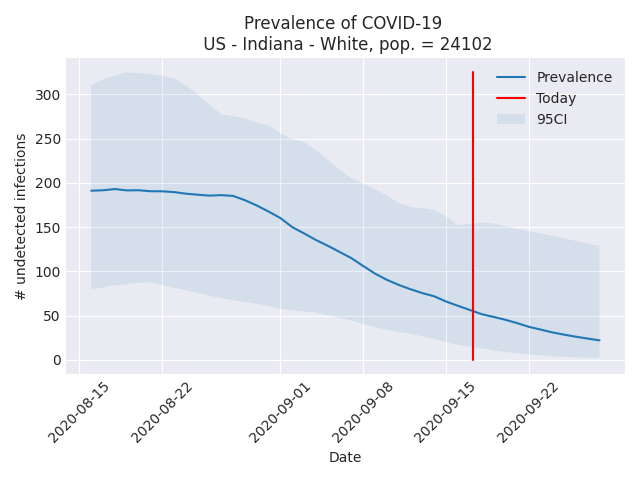 Prevalence of COVID-19
US - Indiana - White, pop. = 24102
Prevalence
Today
95CI
300
250
200
150
100
50
0
# undetected infections
2020-08-15
2020-08-22
2020-09-01
2020-09-08
2020-09-15
2020-09-22
Date